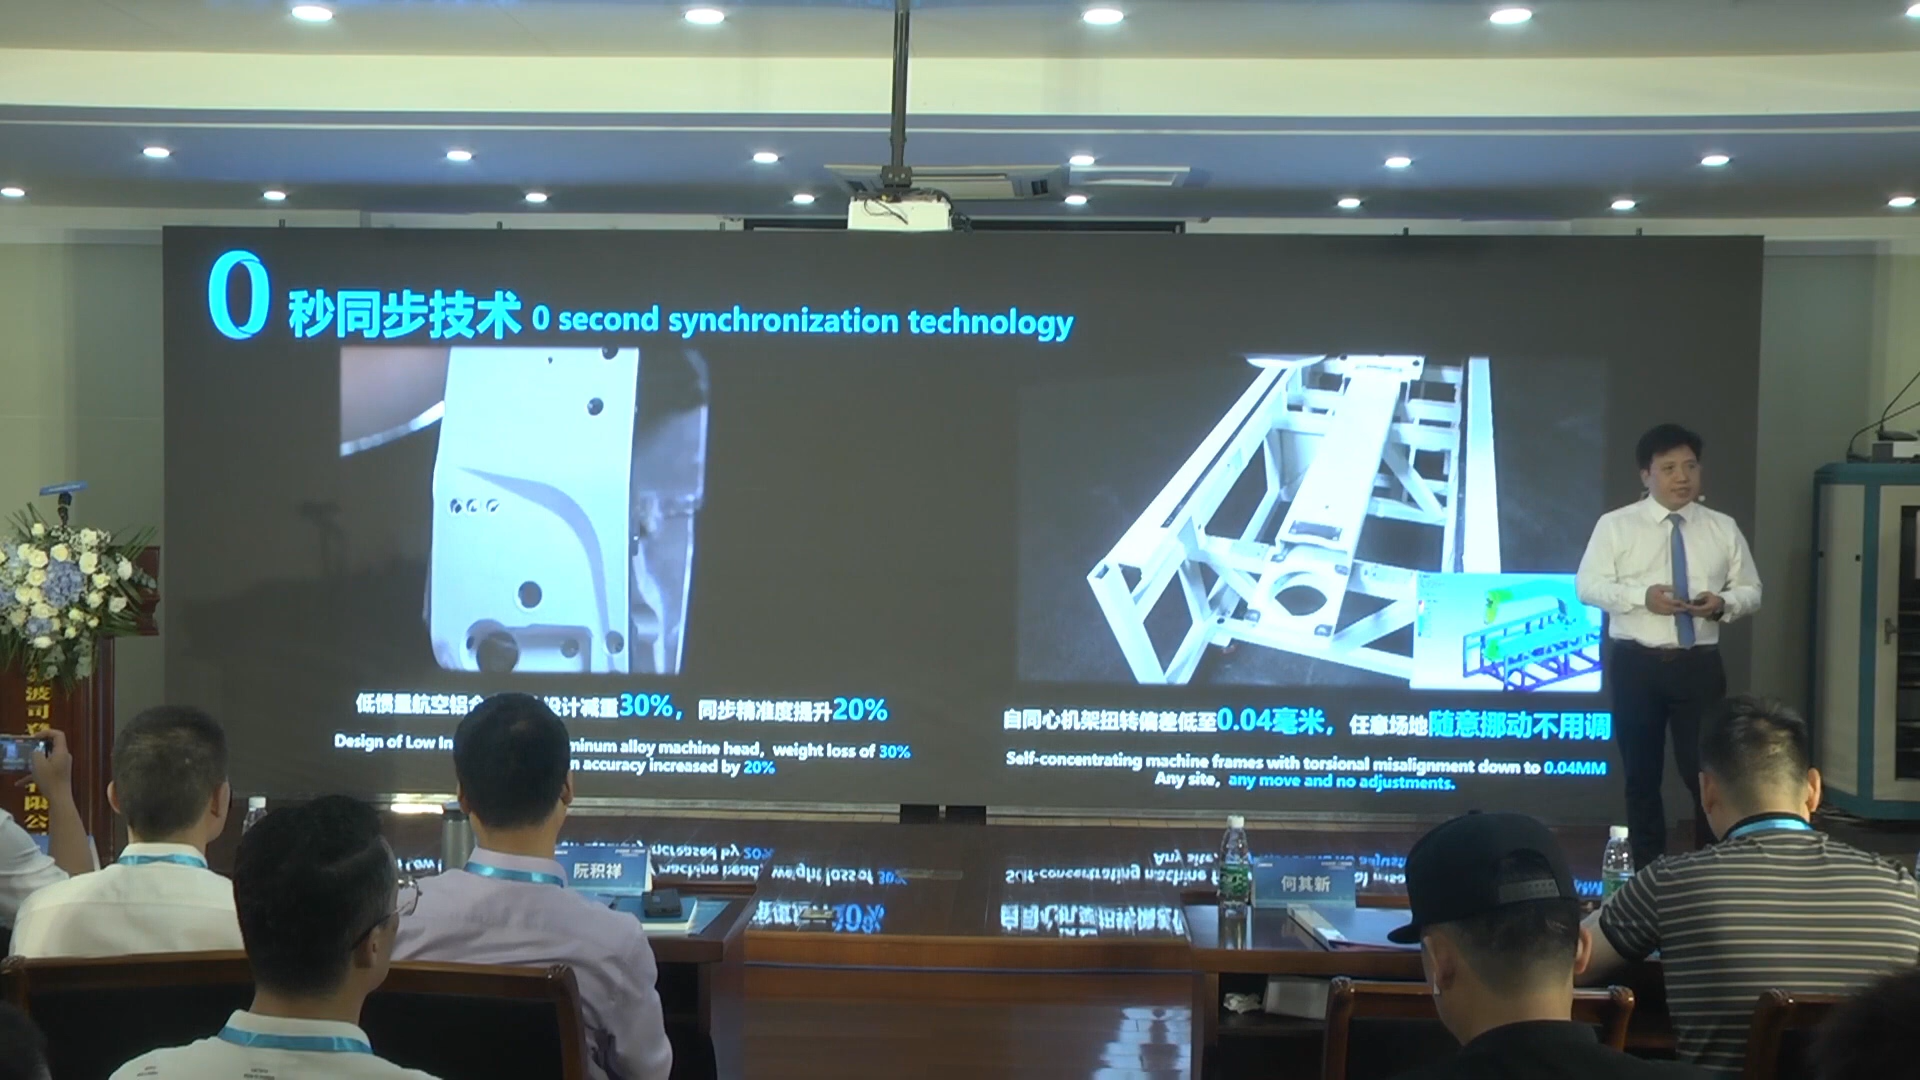 0 秒同步技术 0 second synchronization technology
低惯量航空铝合 设计减重30%，同步精准度提升20%
Design of Low In minum alloy machine head, weight loss of 30%
n accuracy increased by 20%
自同心机架扭转偏差低至0.04毫米，任意场地随意挪动不用调
Self-concentrating machine frames with torsional misalignment down to 0.04MM
Any site, any move and no adjustments.
阮积祥
何其新
波司
限公